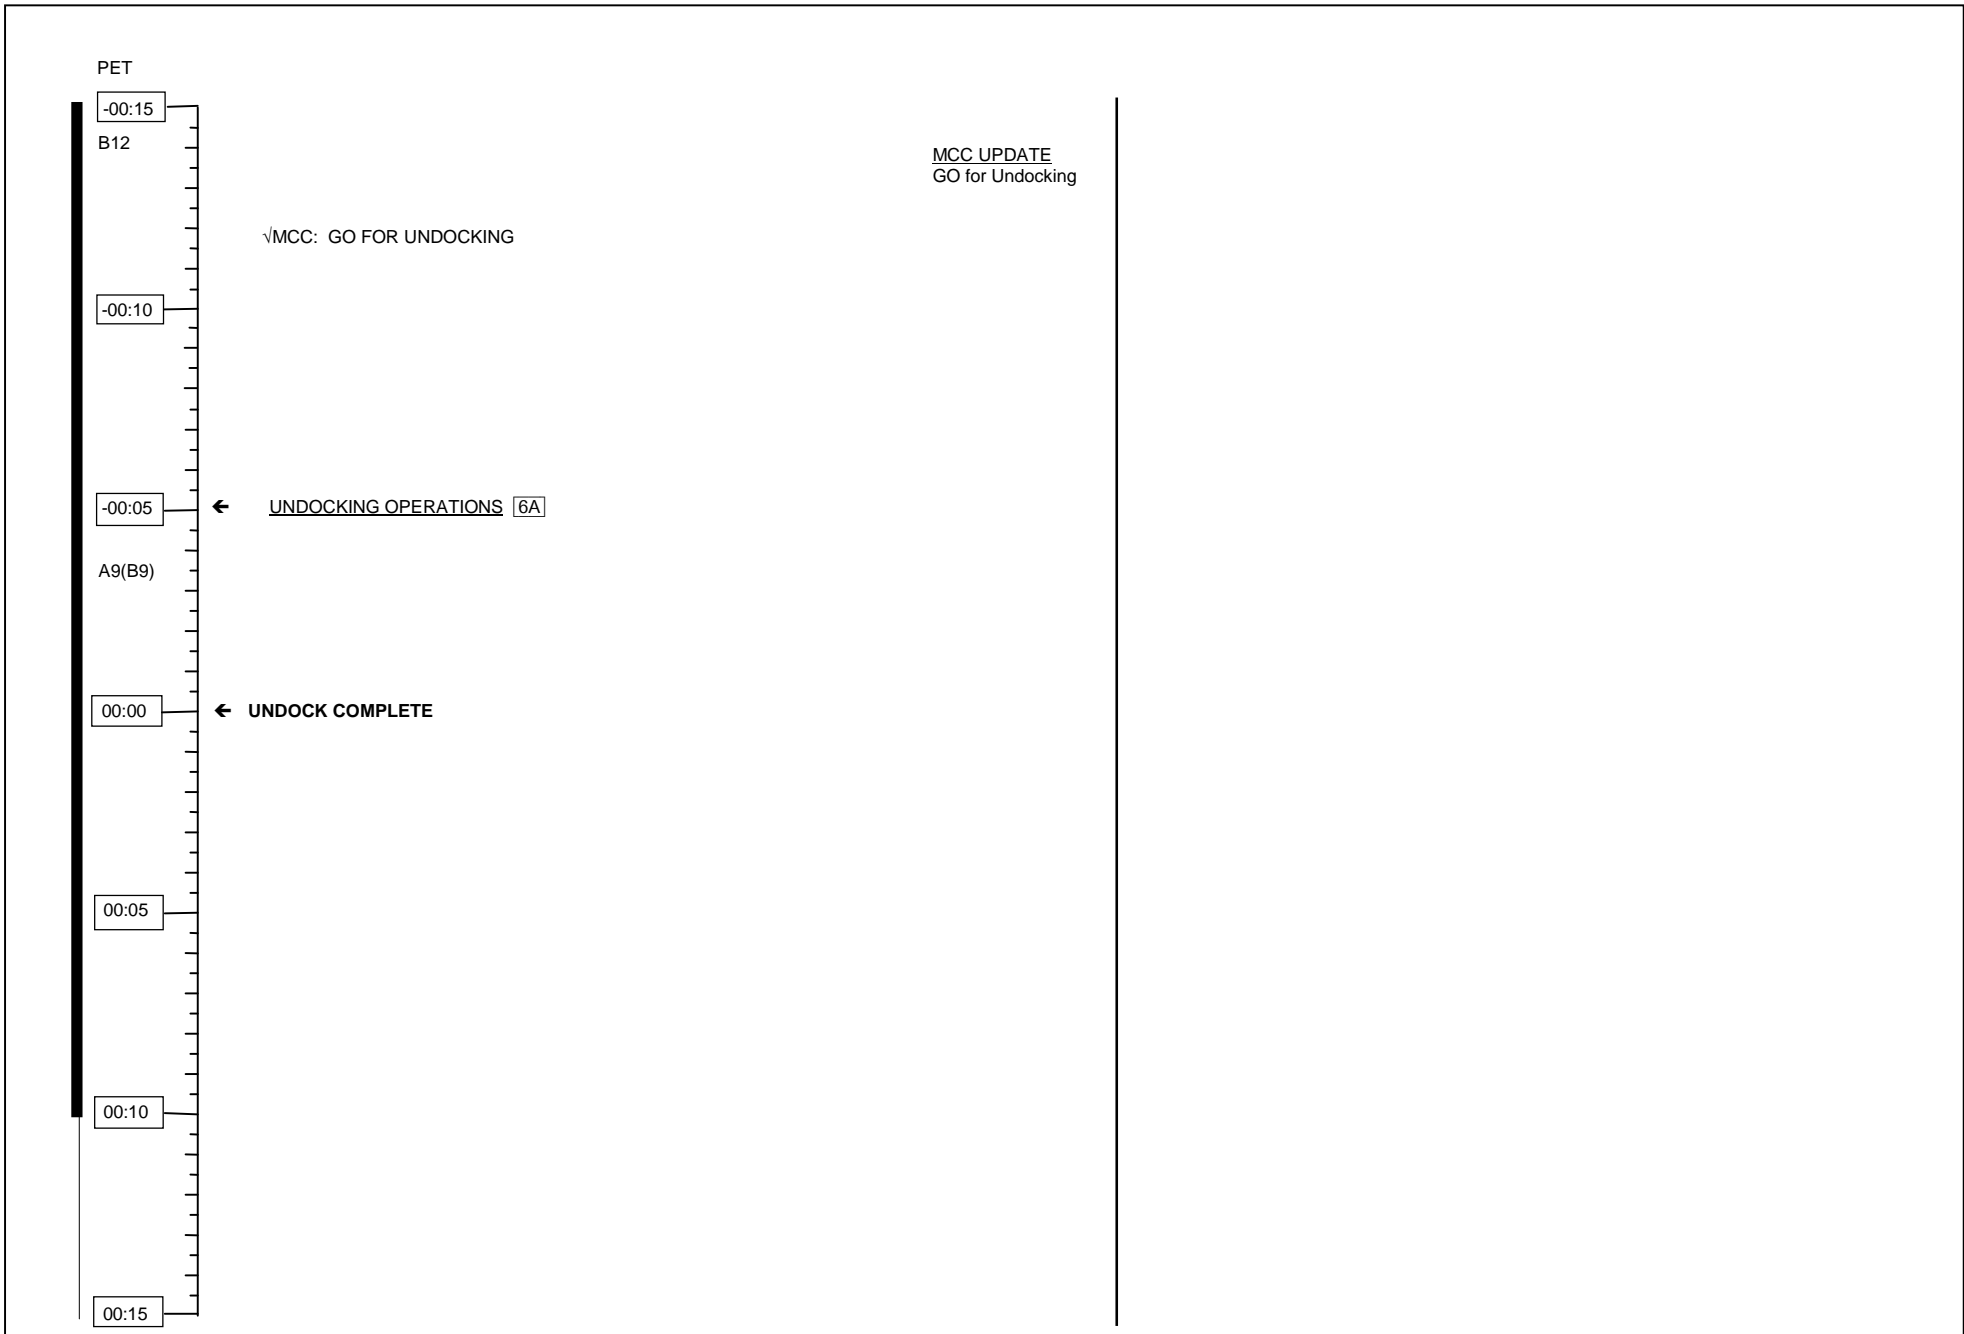 PET
-00:15
B12
MCC UPDATE
GO for Undocking
√MCC: GO FOR UNDOCKING
-00:10
-00:05
← UNDOCKING OPERATIONS 6A
A9(B9)
00:00
← UNDOCK COMPLETE
00:05
00:10
00:15